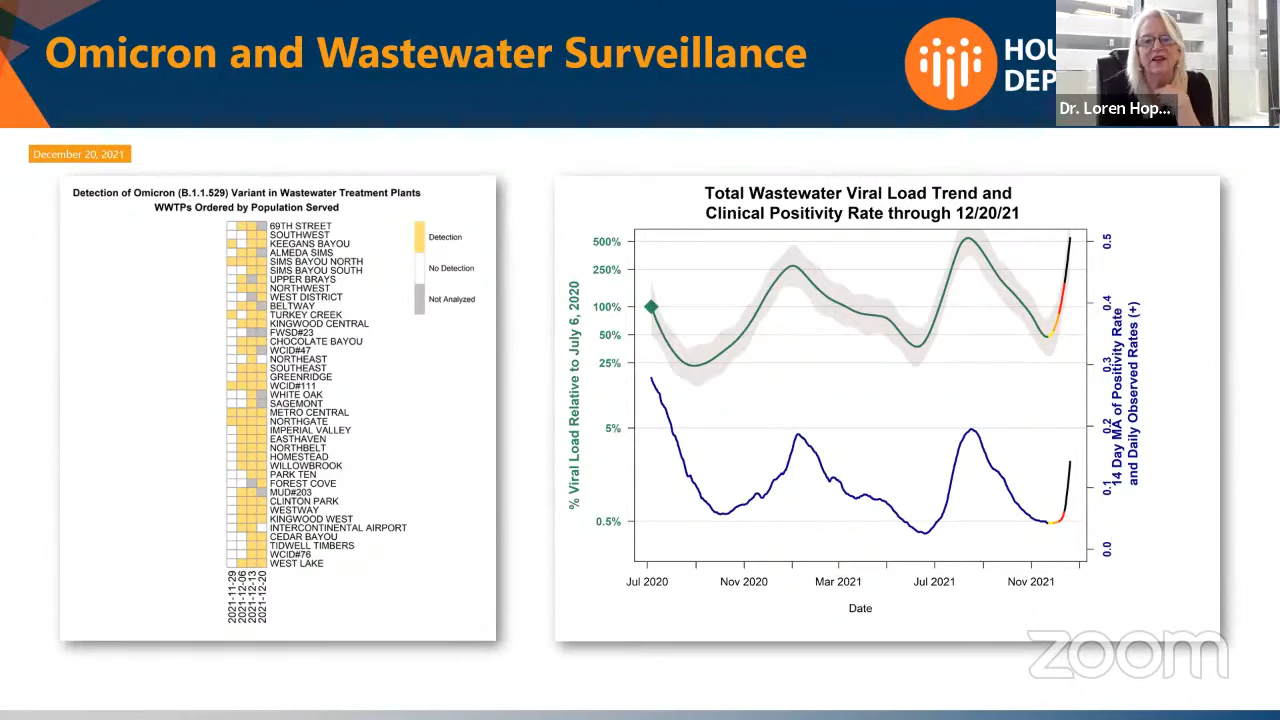 Omicron and Wastewater Surveillance
HOU
DEP
Dr. Loren Hop...
December 20, 2021
Detection of Omicron (B.1.1.529) Variant in Wastewater Treatment Plants
WWTPs Ordered by Population Served
69TH STREET
SOUTHWEST
KEEGANS BAYOU
ALMEDA SIMS
SIMS BAYOU NORTH
SIMS BAYOU SOUTH
UPPER BRAYS
NORTHWEST
WEST DISTRICT
BELTWAY
TURKEY CREEK
KINGWOOD CENTRAL
FWSD#23
CHOCOLATE BAYOU
WCID#47
NORTHEAST
SOUTHEAST
GREENRIDGE
WCID#111
WHITE OAK
SAGEMONT
METRO CENTRAL
NORTHGATE
IMPERIAL VALLEY
EASTHAVEN
NORTHBELT
HOMESTEAD
WILLOWBROOK
PARK TEN
FOREST COVE
MUD#203
CLINTON PARK
WESTWAY
KINGWOOD WEST
INTERCONTINENTAL AIRPORT
CEDAR BAYOU
TIDWELL TIMBERS
WCID#76
WEST LAKE
2021-11-29
2021-12-06
2021-12-13
2021-12-20
Detection
No Detection
Not Analyzed
Total Wastewater Viral Load Trend and
Clinical Positivity Rate through 12/20/21
% Viral Load Relative to July 6, 2020
500%
250%
100%
50%
25%
5%
0.5%
0.5
0.4
0.3
0.2
0.1
0.0
14 Day MA of Positivity Rate
and Daily Observed Rates (+)
Jul 2020
Nov 2020
Mar 2021
Jul 2021
Nov 2021
Date
zoom